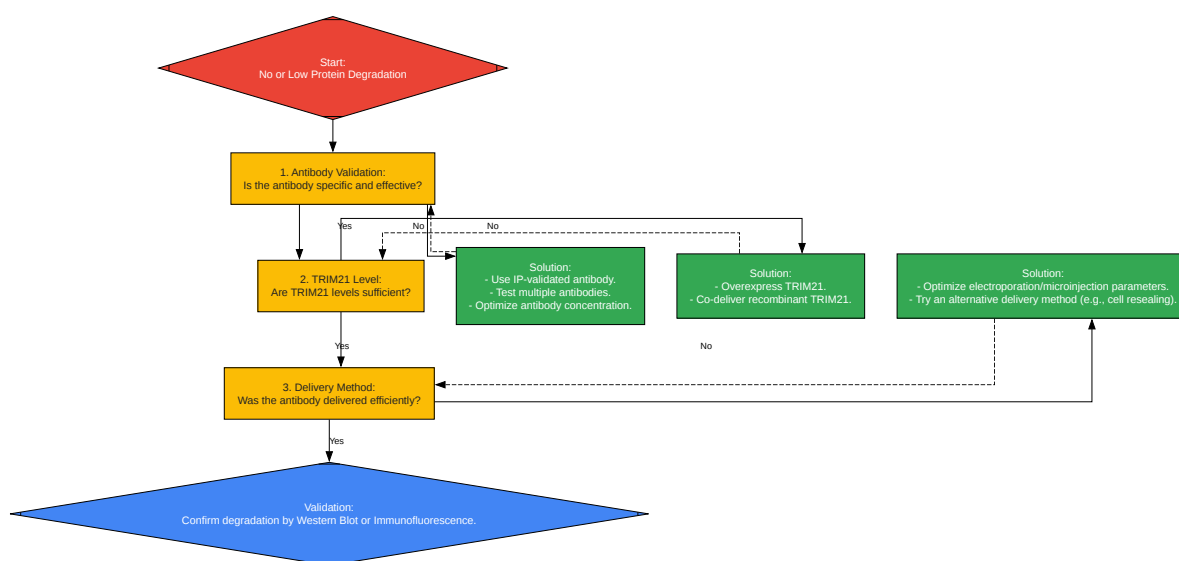 Start:
No or Low Protein Degradation
1. Antibody Validation:
Is the antibody specific and effective?
Yes
No
No
2. TRIM21 Level:
Are TRIM21 levels sufficient?
Solution:
- Use IP-validated antibody.
- Test multiple antibodies.
- Optimize antibody concentration.
Solution:
- Overexpress TRIM21.
- Co-deliver recombinant TRIM21.
Solution:
- Optimize electroporation/microinjection parameters.
- Try an alternative delivery method (e.g., cell resealing).
Yes
No
3. Delivery Method:
Was the antibody delivered efficiently?
Yes
Validation:
Confirm degradation by Western Blot or Immunofluorescence.